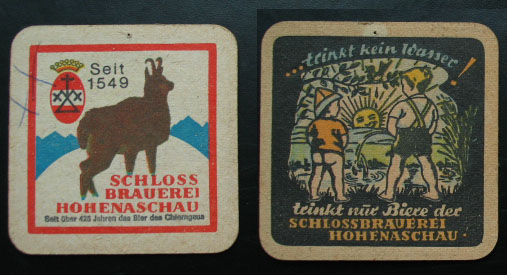 Seit
1549
SCHLOSS
BRAUEREI
HOHENASCHAU
Seit über 425 Jahren das Bier des Chiemgaus
"...trinkt kein Wasser!
trinkt nur Biere der
SCHLOSSBRAUEREI
HOHENASCHAU.